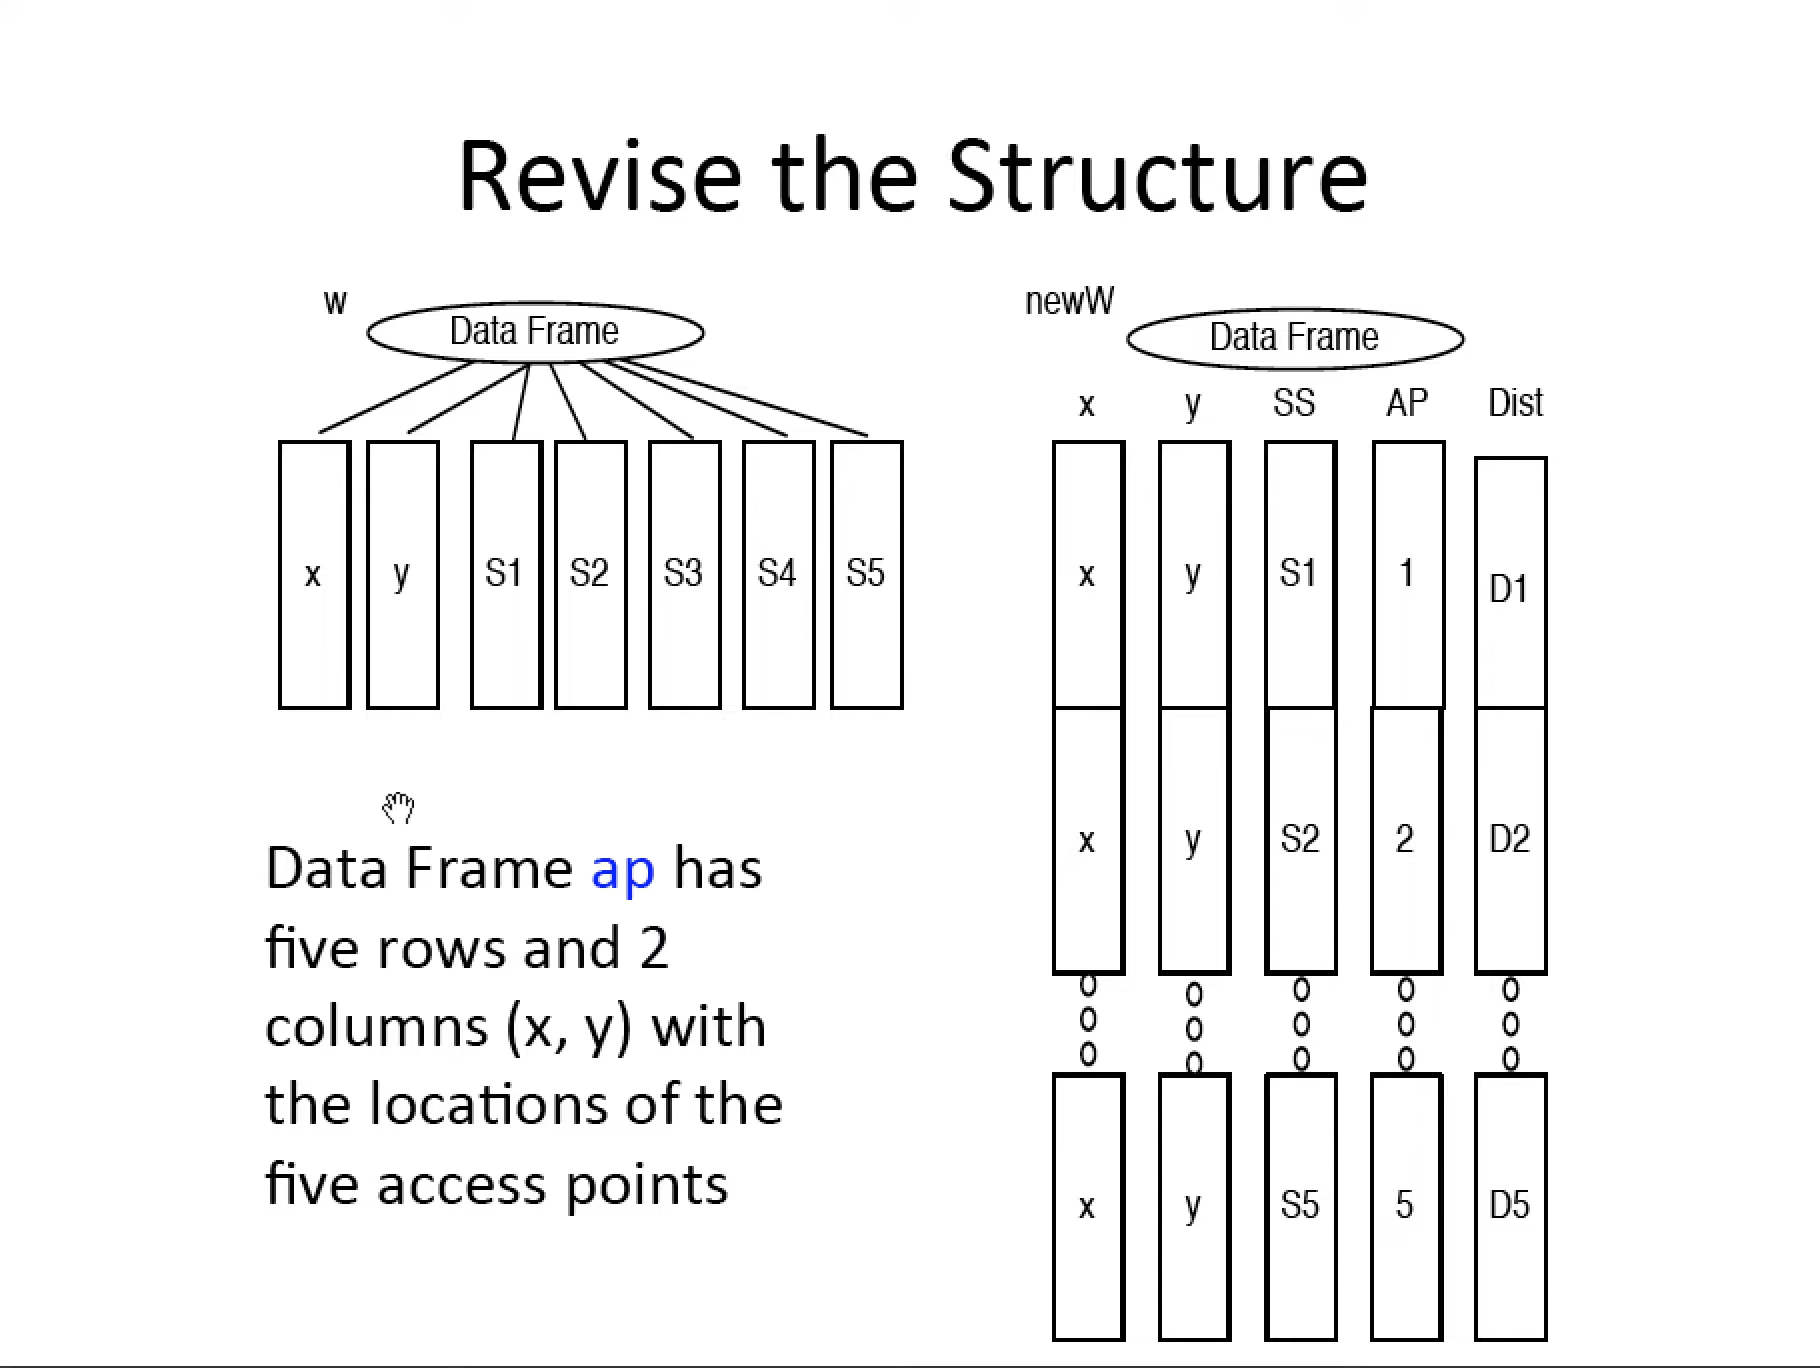 Revise the Structure
w
Data Frame
x y S1 S2 S3 S4 S5
Data Frame ap has
five rows and 2
columns (x, y) with
the locations of the
five access points
newW
Data Frame
x y SS AP Dist
x y S1 1 D1
x y S2 2 D2
x y S5 5 D5